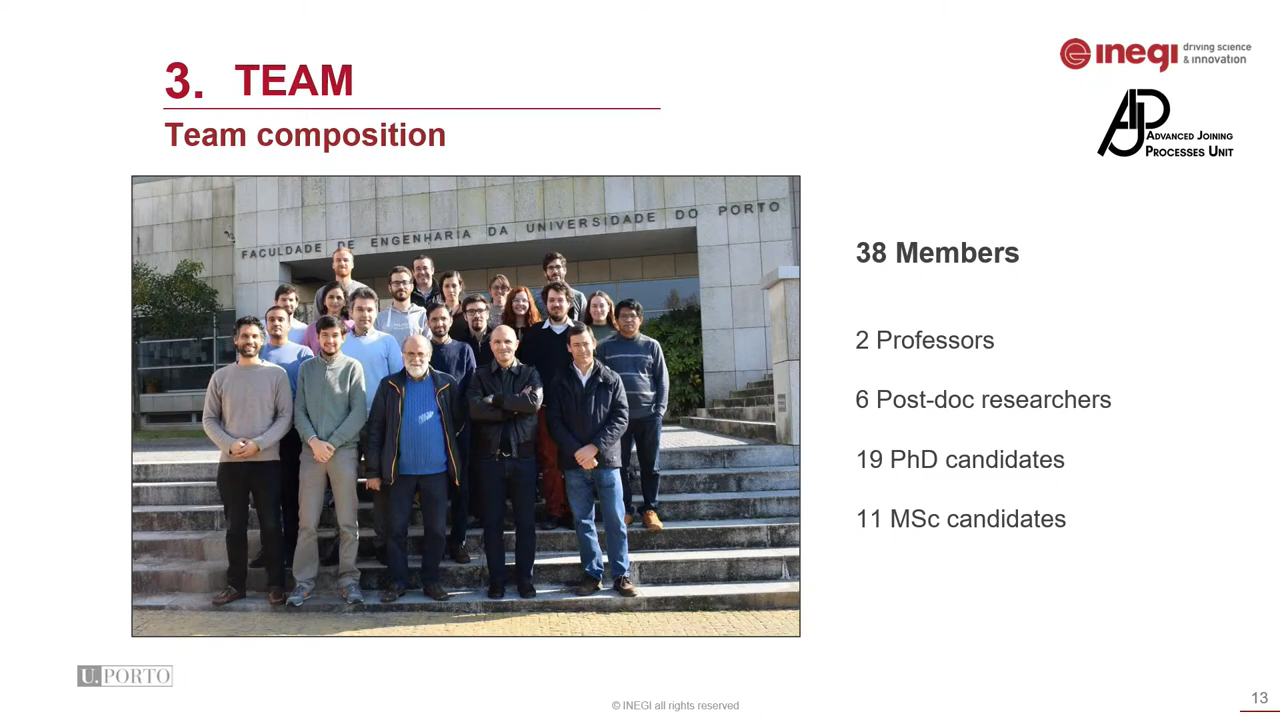 3. TEAM
Team composition
inegi driving science
& innovation
AJP
ADVANCED JOINING
PROCESSES UNIT
FACULDADE DE ENGENHARIA DA UNIVERSIDADE DO PORTO
38 Members
2 Professors
6 Post-doc researchers
19 PhD candidates
11 MSc candidates
U. PORTO
© INEGI all rights reserved
13